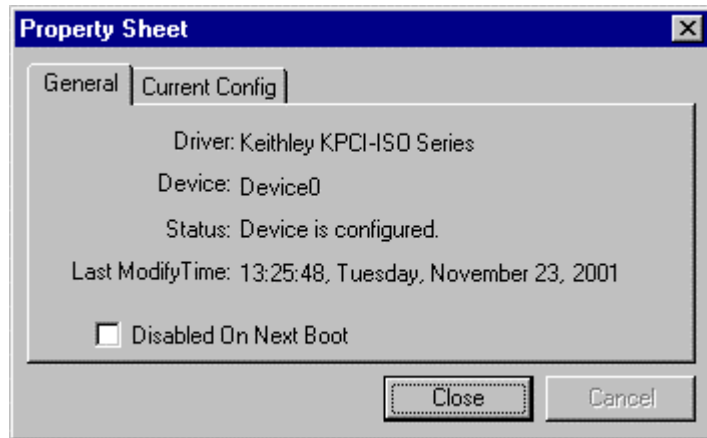 Property Sheet
General
Current Config
Driver: Keithley KPCI-ISO Series
Device: Device0
Status: Device is configured.
Last ModifyTime: 13:25:48, Tuesday, November 23, 2001
Disabled On Next Boot
Close
Cancel